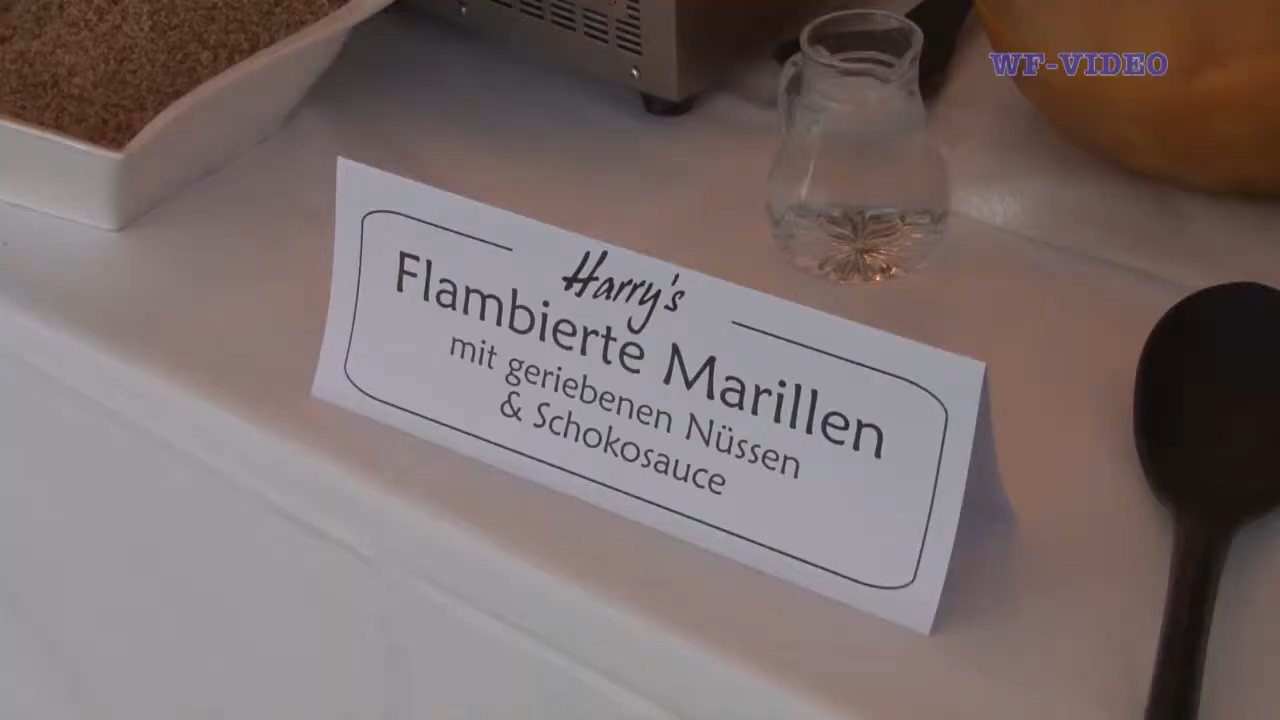 WF-VIDEO
Harry's
Flambierte Marillen
mit geriebenen Nüssen
& Schokosauce